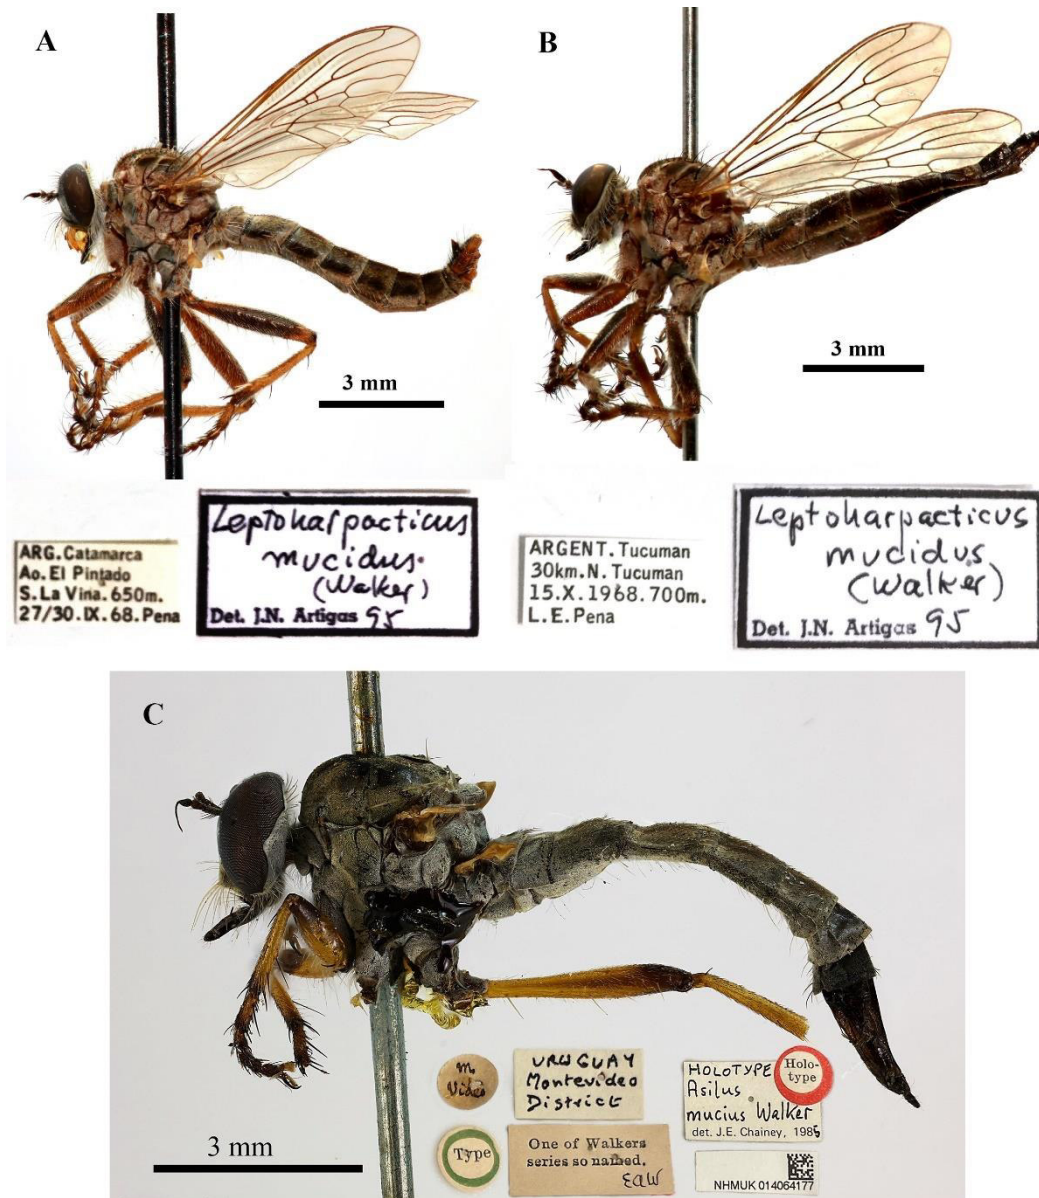 A
B
3 mm
3 mm
ARG.Catamarca
Ao. El Pintado
S. La Vina. 650m.
27/30.IX.68.Pena
Leptoharpacticus
mucidus.
(Walker)
Det. J.N. Artigas 95
ARGENT. Tucuman
30km.N. Tucuman
15.X.1968.700m.
L.E.Pena
Leptoharpacticus
mucidus
(Walker)
Det. J.N. Artigas 95
C
3 mm
m.
Video
URUGUAY
Montevideo
District
HOLOTYPE
Asilus
mucius Walker
det. J.E. Chainey, 1985
Holo-
type
Type
One of Walkers
series so named.
EAW
NHMUK 014064177